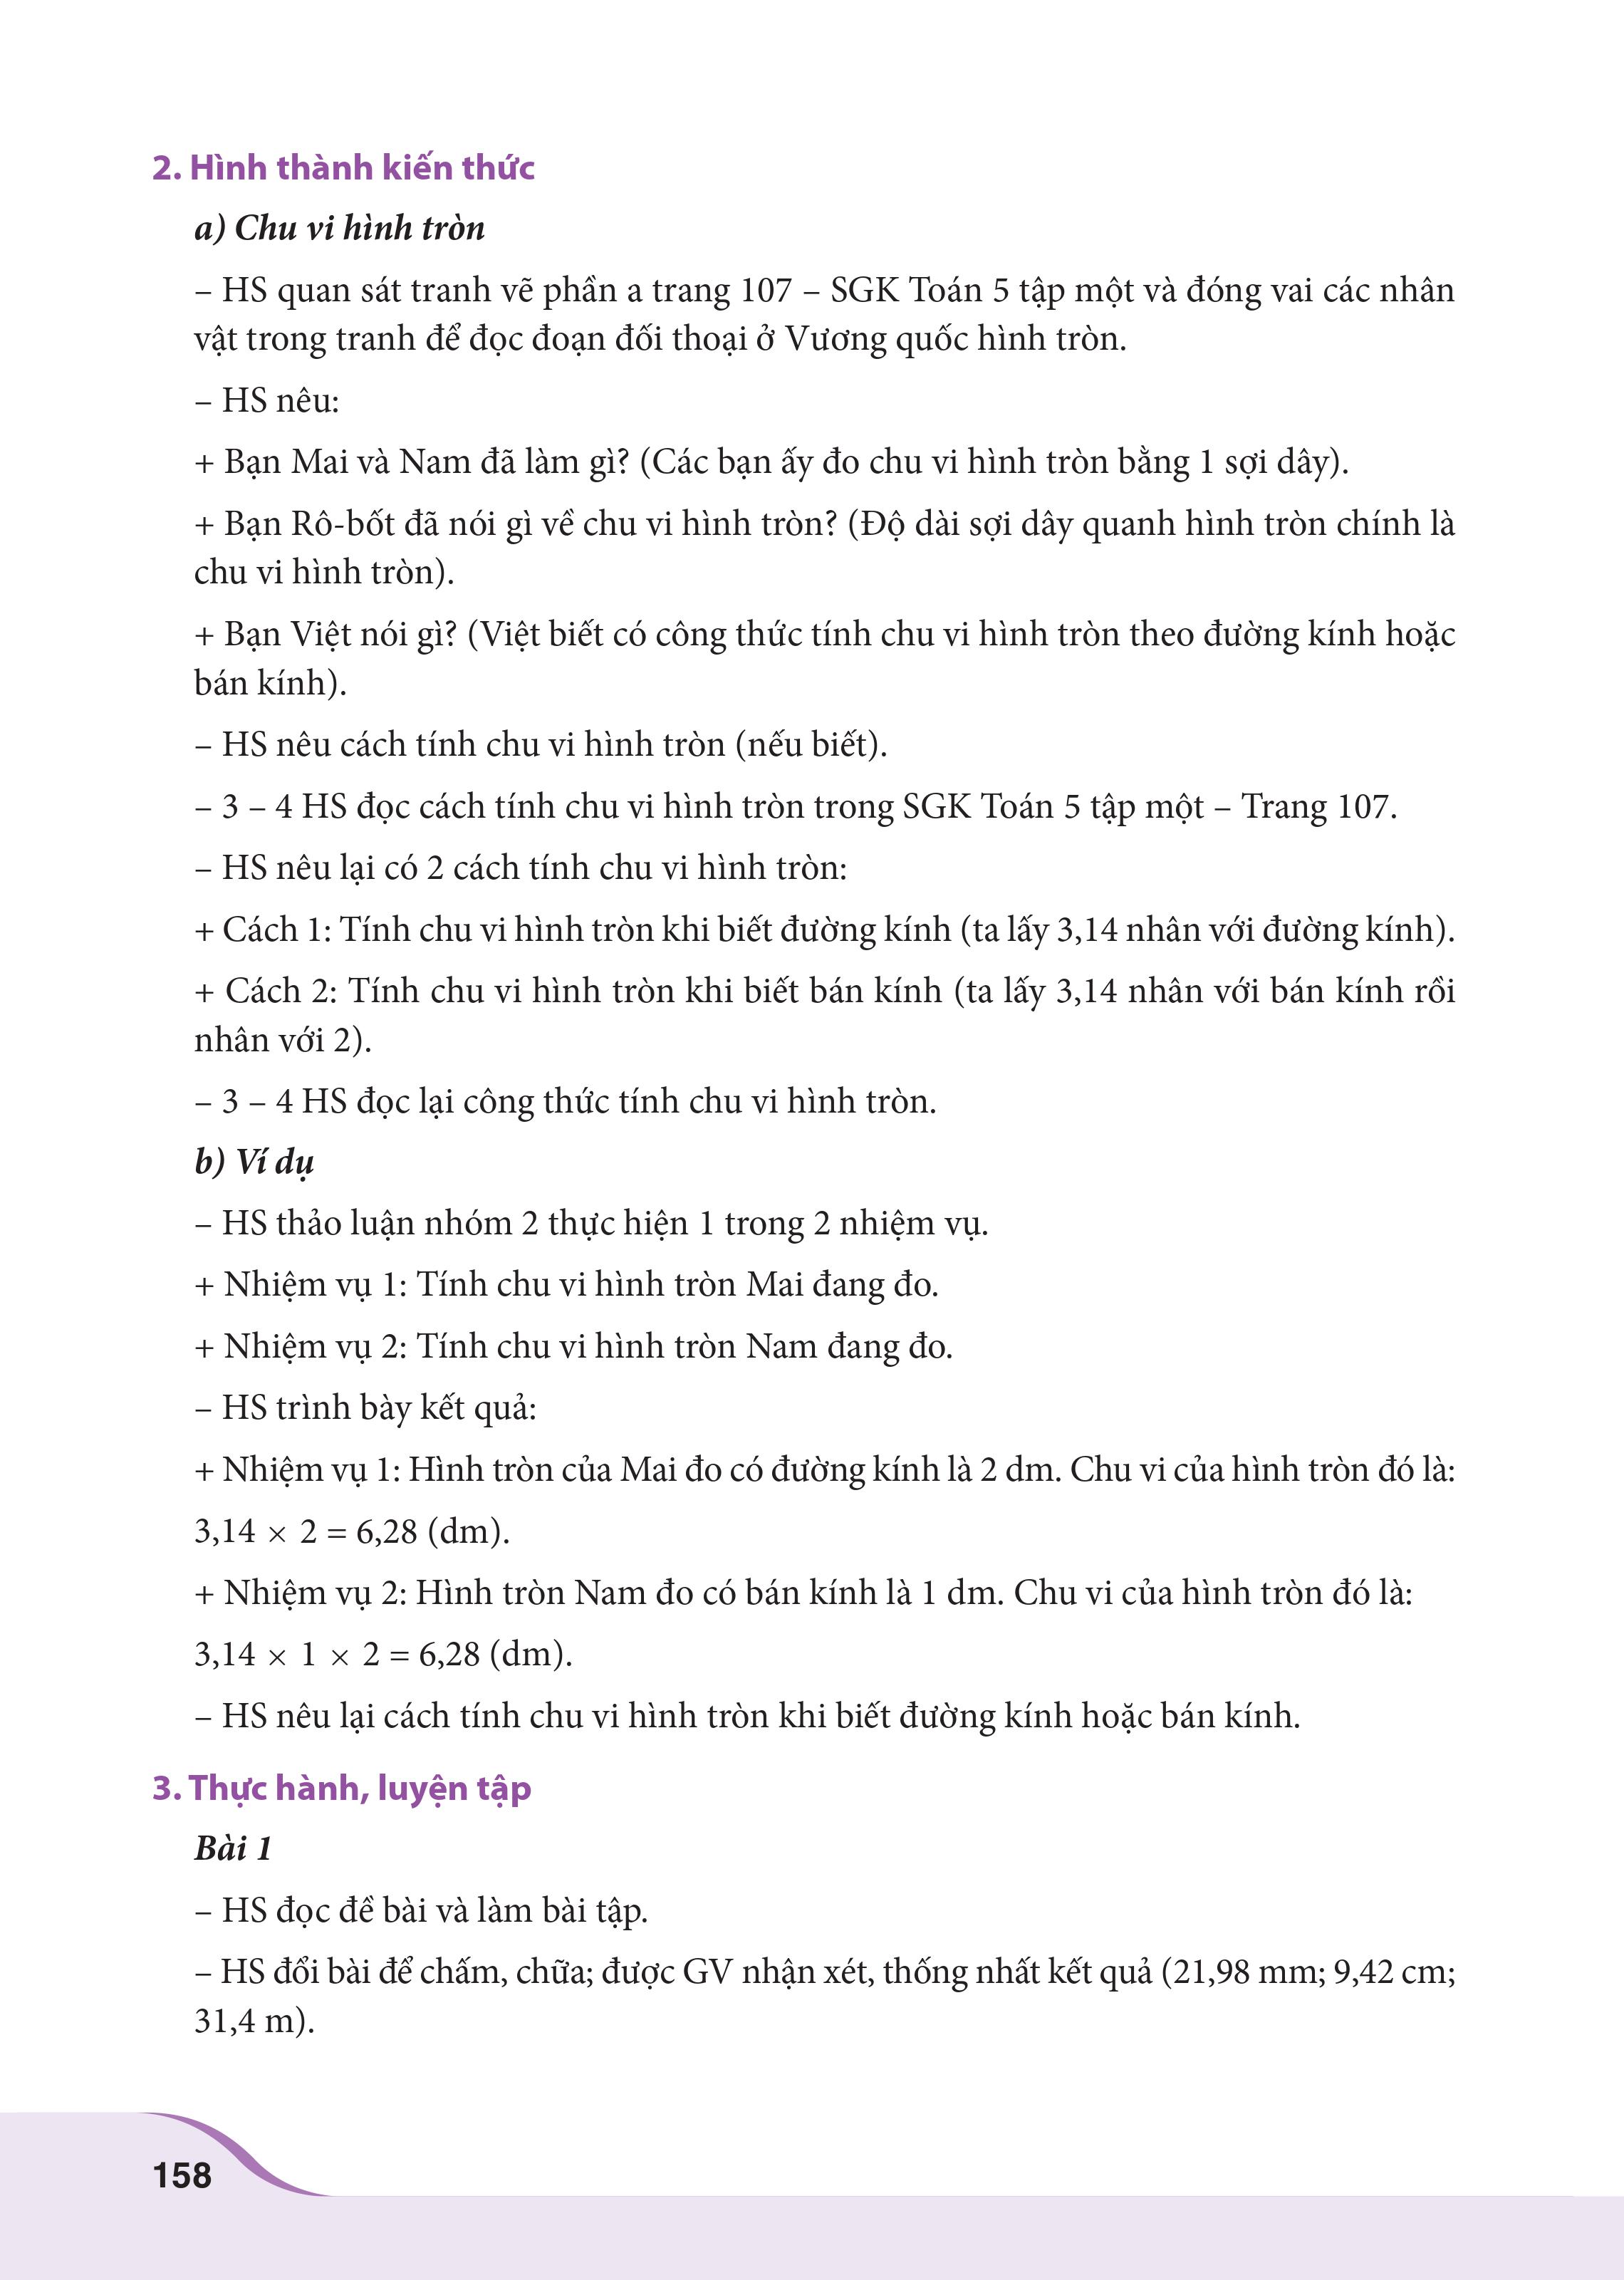 2. Hình thành kiến thức
a) Chu vi hình tròn
– HS quan sát tranh vẽ phần a trang 107 – SGK Toán 5 tập một và đóng vai các nhân
vật trong tranh để đọc đoạn đối thoại ở Vương quốc hình tròn.
– HS nêu:
+ Bạn Mai và Nam đã làm gì? (Các bạn ấy đo chu vi hình tròn bằng 1 sợi dây).
+ Bạn Rô-bốt đã nói gì về chu vi hình tròn? (Độ dài sợi dây quanh hình tròn chính là
chu vi hình tròn).
+ Bạn Việt nói gì? (Việt biết có công thức tính chu vi hình tròn theo đường kính hoặc
bán kính).
– HS nêu cách tính chu vi hình tròn (nếu biết).
– 3 – 4 HS đọc cách tính chu vi hình tròn trong SGK Toán 5 tập một – Trang 107.
– HS nêu lại có 2 cách tính chu vi hình tròn:
+ Cách 1: Tính chu vi hình tròn khi biết đường kính (ta lấy 3,14 nhân với đường kính).
+ Cách 2: Tính chu vi hình tròn khi biết bán kính (ta lấy 3,14 nhân với bán kính rồi
nhân với 2).
– 3 – 4 HS đọc lại công thức tính chu vi hình tròn.
b) Ví dụ
– HS thảo luận nhóm 2 thực hiện 1 trong 2 nhiệm vụ.
+ Nhiệm vụ 1: Tính chu vi hình tròn Mai đang đo.
+ Nhiệm vụ 2: Tính chu vi hình tròn Nam đang đo.
– HS trình bày kết quả:
+ Nhiệm vụ 1: Hình tròn của Mai đo có đường kính là 2 dm. Chu vi của hình tròn đó là:
3,14 × 2 = 6,28 (dm).
+ Nhiệm vụ 2: Hình tròn Nam đo có bán kính là 1 dm. Chu vi của hình tròn đó là:
3,14 × 1 × 2 = 6,28 (dm).
– HS nêu lại cách tính chu vi hình tròn khi biết đường kính hoặc bán kính.
3. Thực hành, luyện tập
Bài 1
– HS đọc đề bài và làm bài tập.
– HS đổi bài để chấm, chữa; được GV nhận xét, thống nhất kết quả (21,98 mm; 9,42 cm;
31,4 m).
158